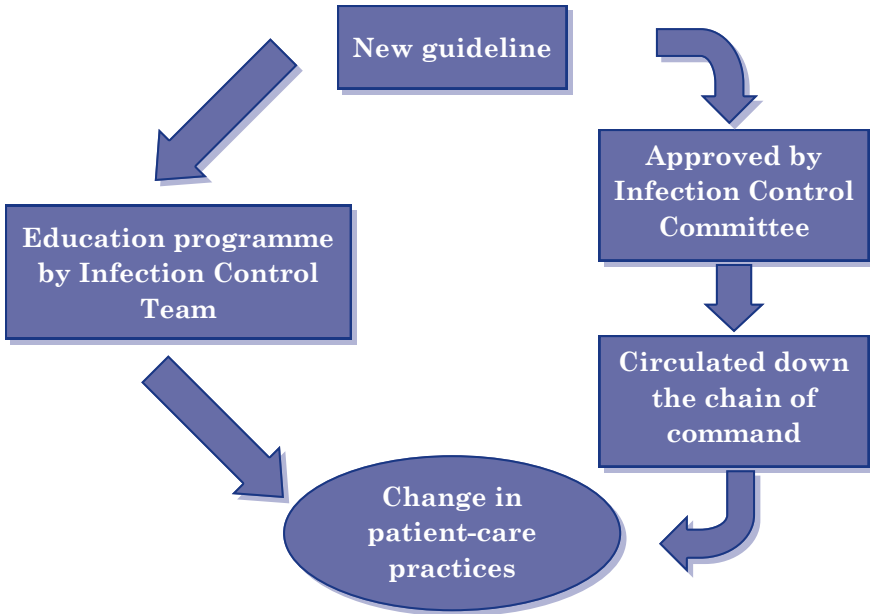 New guideline
Approved by
Infection Control
Committee
Education programme
by Infection Control
Team
Circulated down
the chain of
command
Change in
patient-care
practices